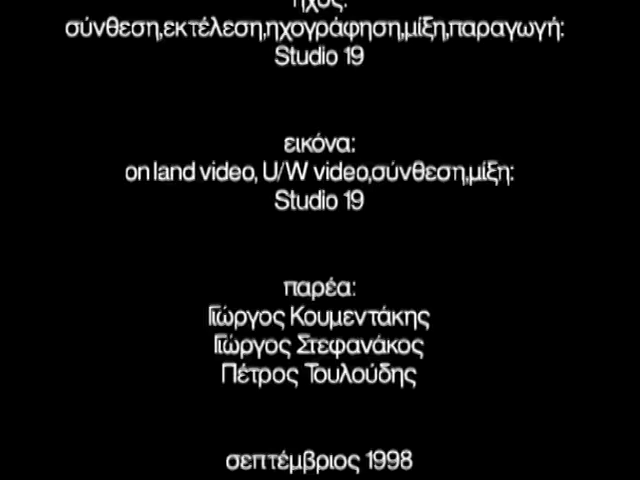 ήχος:
σύνθεση,εκτέλεση,ηχογράφηση,μίξη,παραγωγή:
Studio 19
εικόνα:
on land video, U/W video,σύνθεση,μίξη:
Studio 19
παρέα:
Γιώργος Κουμεντάκης
Γιώργος Στεφανάκος
Πέτρος Τουλούδης
σεπτέμβριος 1998